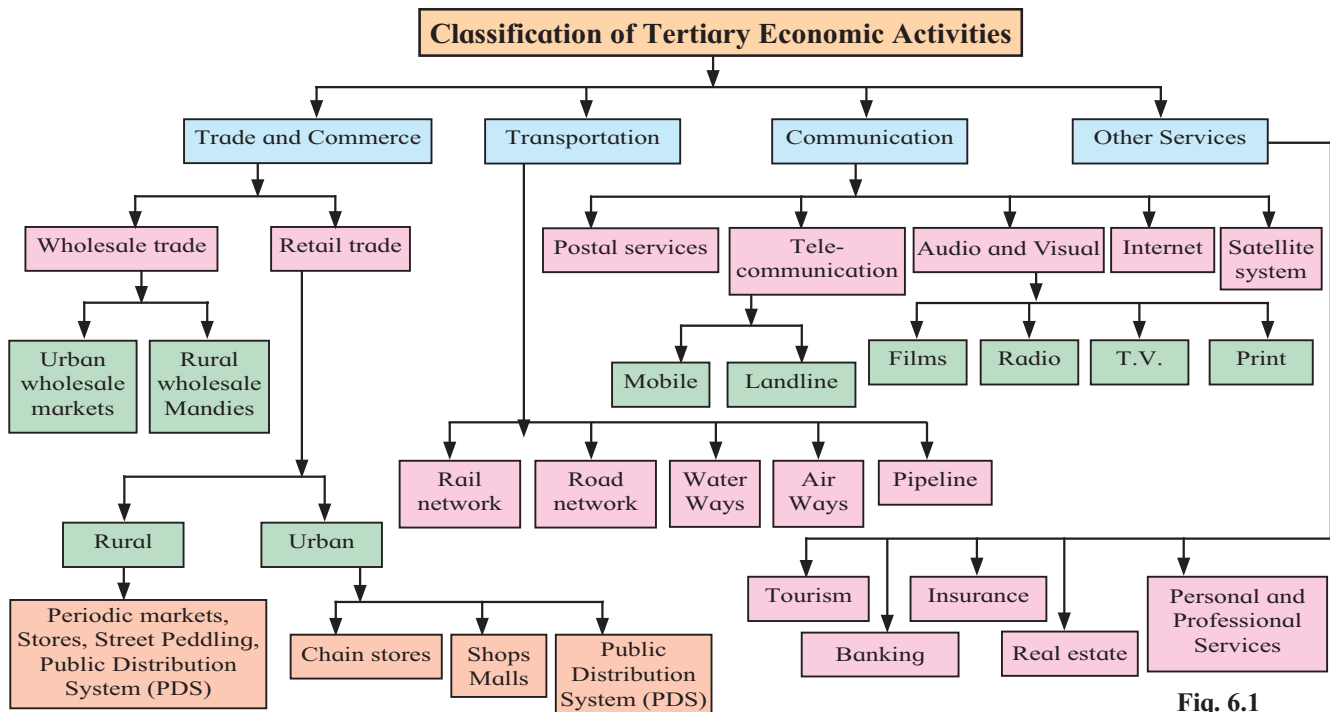 Classification of Tertiary Economic Activities
Trade and Commerce
Transportation
Communication
Other Services
Wholesale trade
Retail trade
Postal services
Tele-
communication
Audio and Visual
Internet
Satellite
system
Urban
wholesale
markets
Rural
wholesale
Mandies
Mobile
Landline
Films
Radio
T.V.
Print
Rail
network
Road
network
Water
Ways
Air
Ways
Pipeline
Rural
Urban
Periodic markets,
Stores, Street Peddling,
Public Distribution
System (PDS)
Chain stores
Shops
Malls
Public
Distribution
System (PDS)
Tourism
Banking
Insurance
Real estate
Personal and
Professional
Services
Fig. 6.1